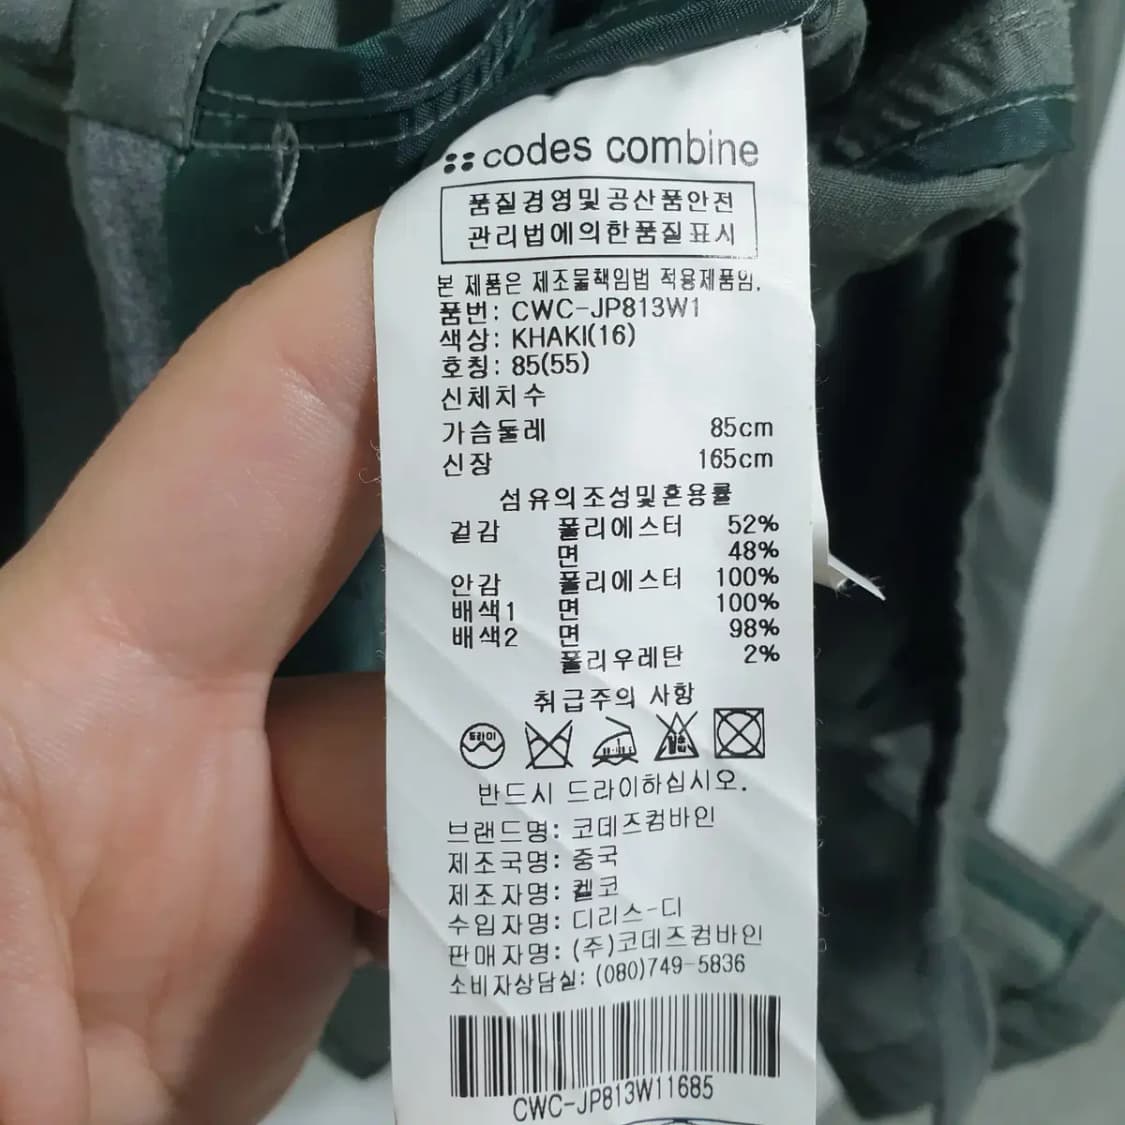 codes combine
품질경영및공산품안전
관리법에의한품질표시
본 제품은 제조물책임법 적용제품임.
품번: CWC-JP813W1
색상: KHAKI(16)
호칭: 85(55)
신체치수
가슴둘레 85cm
신장 165cm
섬유의조성및혼용률
겉감 폴리에스터 52%
면 48%
안감 폴리에스터 100%
배색1 면 100%
배색2 면 98%
폴리우레탄 2%
취급주의 사항
드라이
반드시 드라이하십시오.
브랜드명: 코데즈컴바인
제조국명: 중국
제조자명: 켈코
수입자명: 디리스-디
판매자명: (주)코데즈컴바인
소비자상담실: (080)749-5836
CWC-JP813W11685